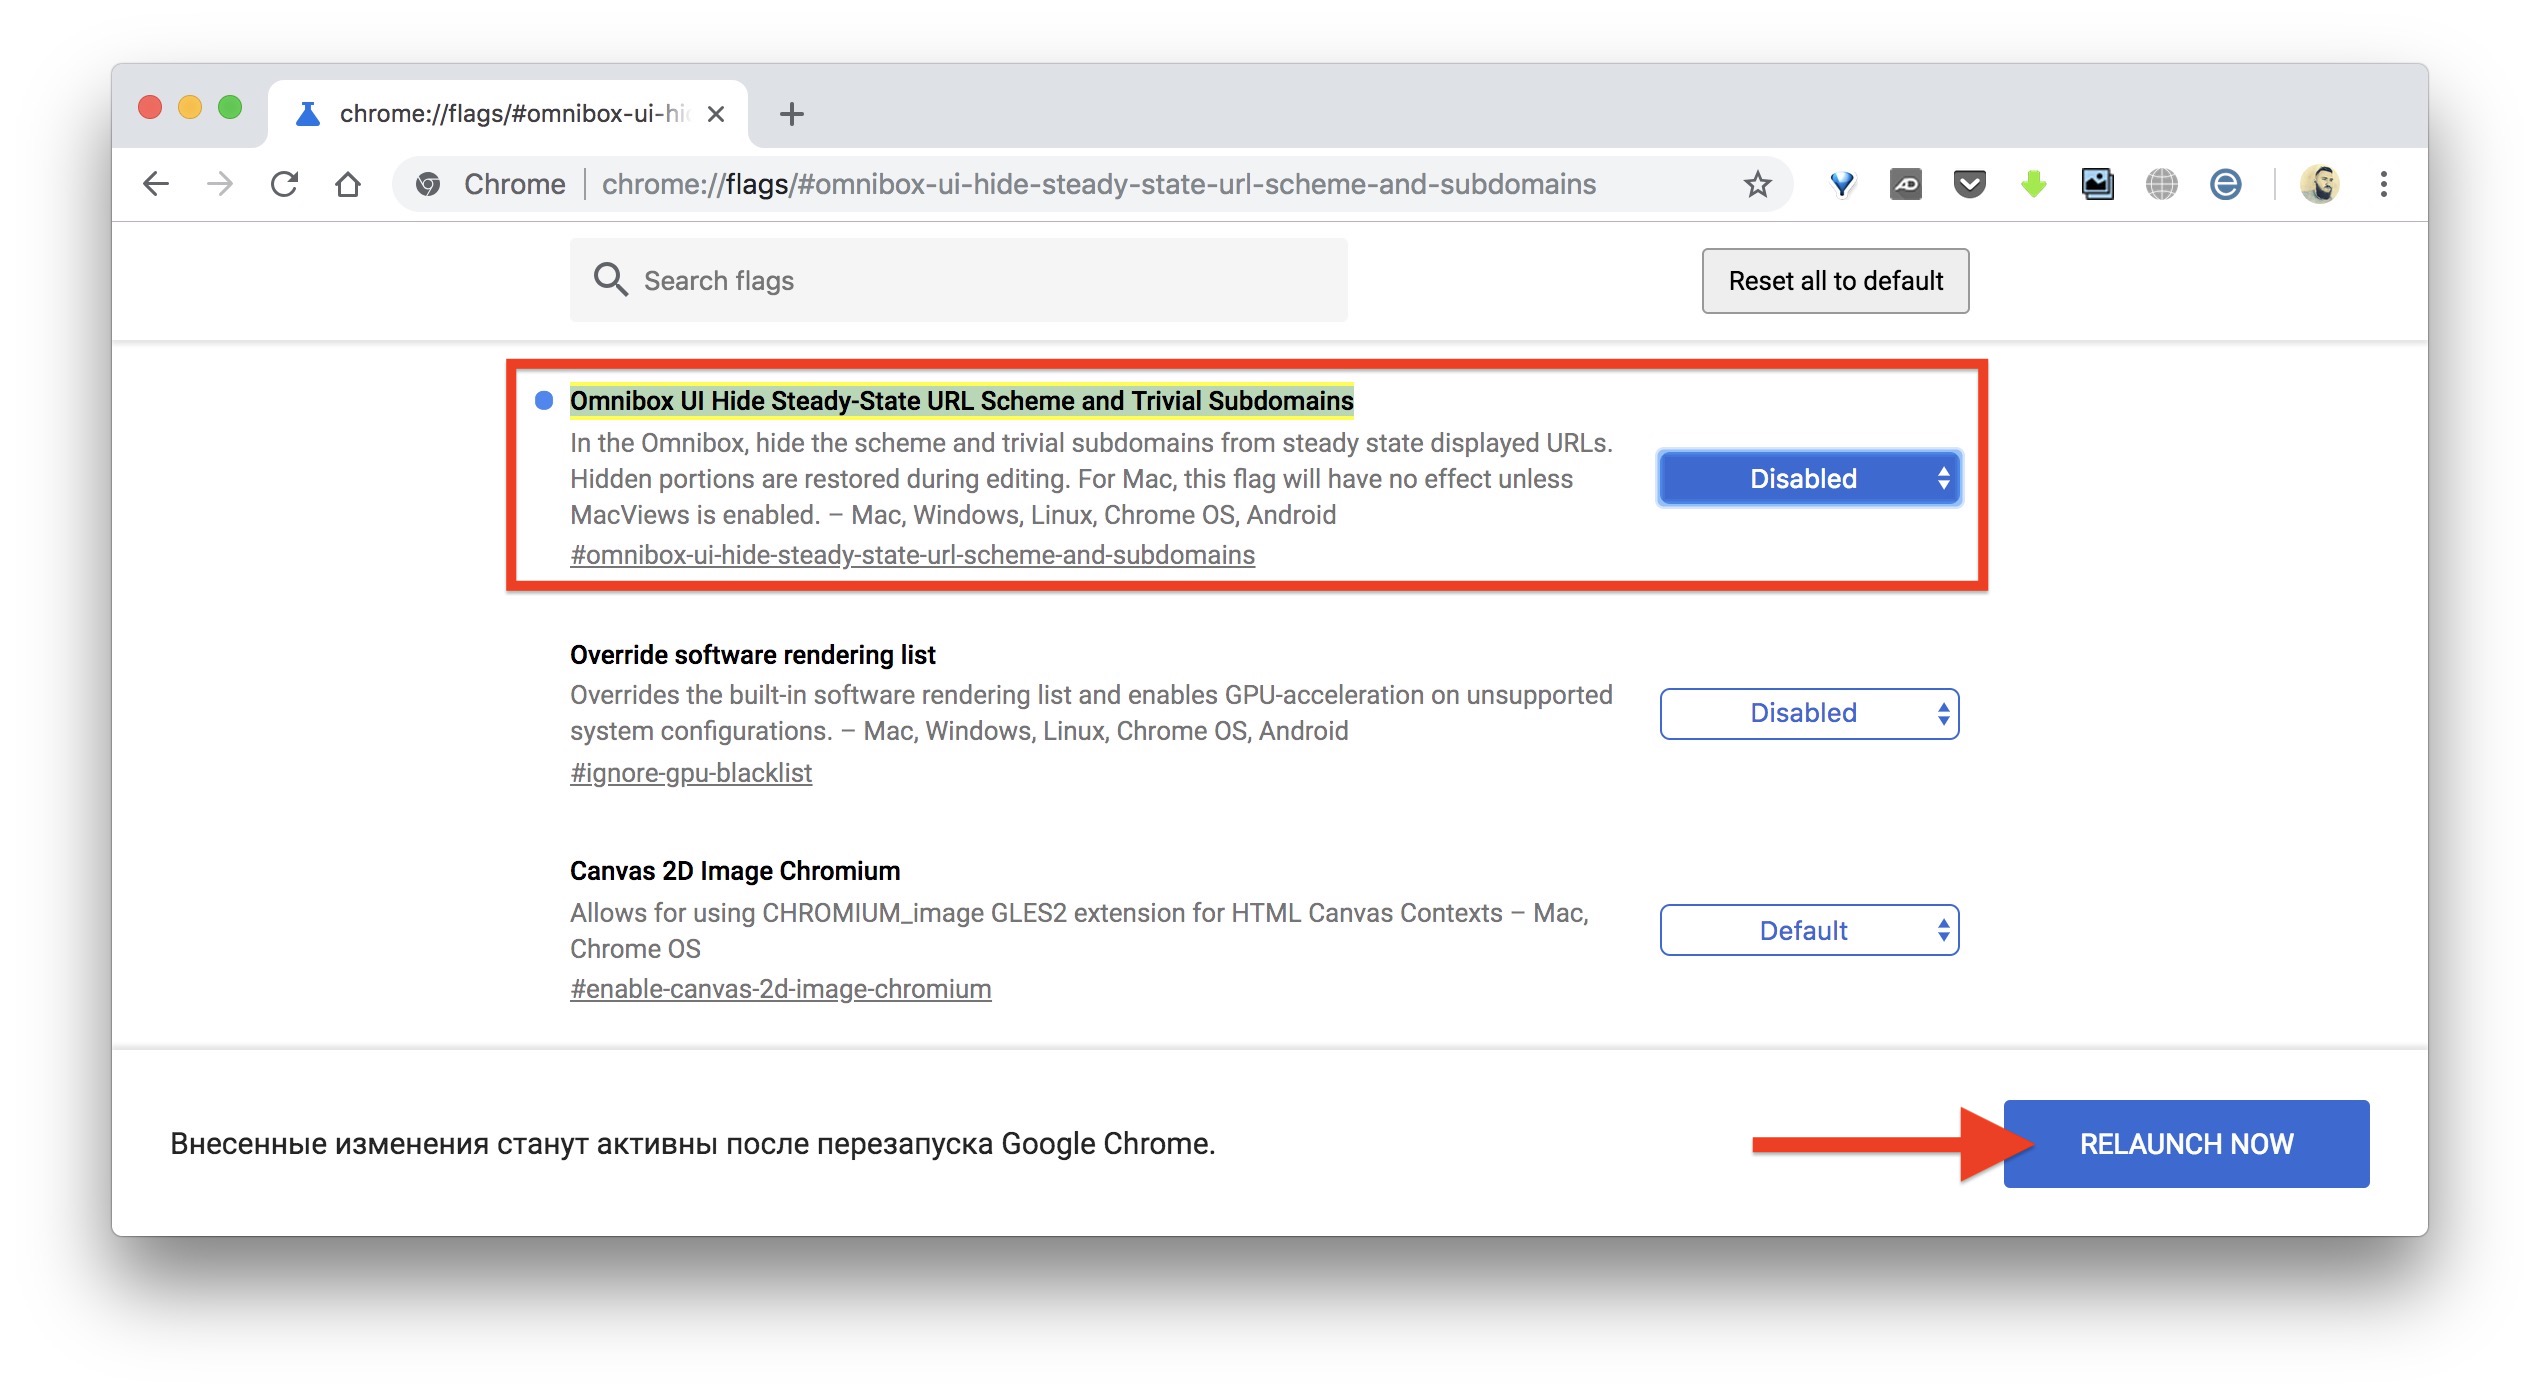 chrome://flags/#omnibox-ui-hi
Chrome chrome://flags/#omnibox-ui-hide-steady-state-url-scheme-and-subdomains
Search flags
Reset all to default
Omnibox UI Hide Steady-State URL Scheme and Trivial Subdomains
In the Omnibox, hide the scheme and trivial subdomains from steady state displayed URLs.
Hidden portions are restored during editing. For Mac, this flag will have no effect unless
MacViews is enabled. – Mac, Windows, Linux, Chrome OS, Android
#omnibox-ui-hide-steady-state-url-scheme-and-subdomains
Disabled
Override software rendering list
Overrides the built-in software rendering list and enables GPU-acceleration on unsupported
system configurations. – Mac, Windows, Linux, Chrome OS, Android
#ignore-gpu-blacklist
Disabled
Canvas 2D Image Chromium
Allows for using CHROMIUM_image GLES2 extension for HTML Canvas Contexts – Mac,
Chrome OS
#enable-canvas-2d-image-chromium
Default
Внесенные изменения станут активны после перезапуска Google Chrome.
RELAUNCH NOW